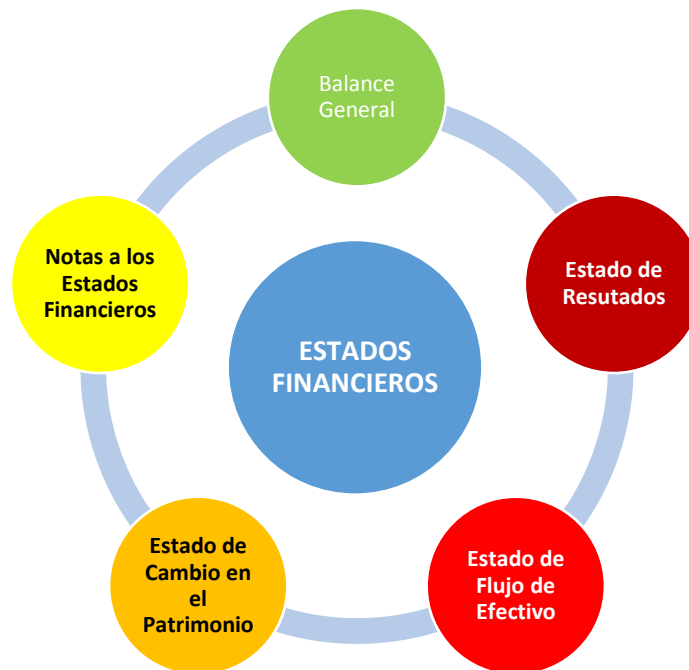 Balance
General
Notas a los
Estados
Financieros
Estado de
Resutados
ESTADOS
FINANCIEROS
Estado de
Cambio en
el
Patrimonio
Estado de
Flujo de
Efectivo